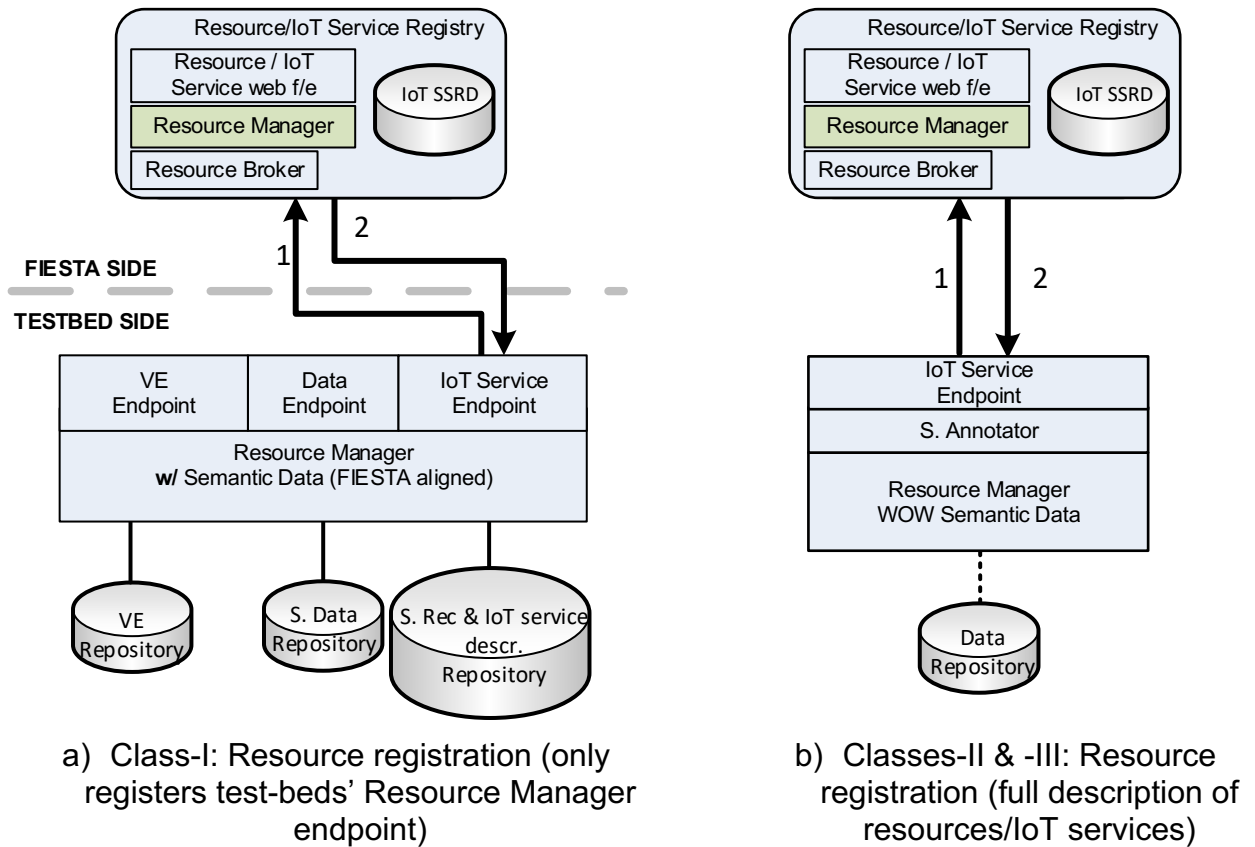 Resource/IoT Service Registry
Resource / IoT
Service web f/e
IoT SSRD
Resource Manager
Resource Broker
1
2
FIESTA SIDE
TESTBED SIDE
VE
Endpoint
Data
Endpoint
IoT Service
Endpoint
Resource Manager
w/ Semantic Data (FIESTA aligned)
VE
Repository
S. Data
Repository
S. Rec & IoT service
descr.
Repository
a) Class-I: Resource registration (only
registers test-beds’ Resource Manager
endpoint)
Resource/IoT Service Registry
Resource / IoT
Service web f/e
IoT SSRD
Resource Manager
Resource Broker
1
2
IoT Service
Endpoint
S. Annotator
Resource Manager
WOW Semantic Data
Data
Repository
b) Classes-II & -III: Resource
registration (full description of
resources/IoT services)